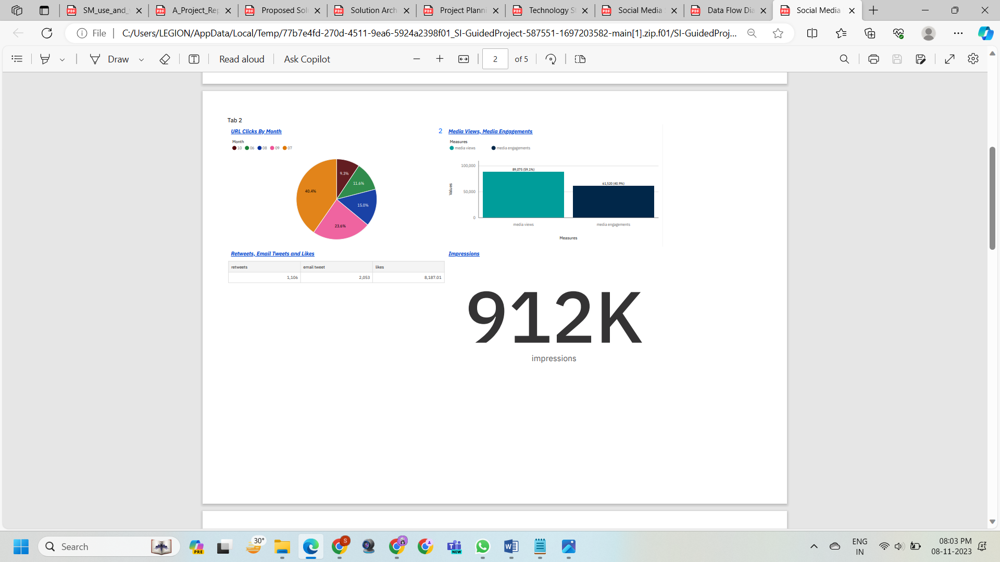 SM_use_and_
A_Project_Rep
Proposed Sol
Solution Arch
Project Planni
Technology S
Social Media
Data Flow Dia
Social Media
File
C:/Users/LEGION/AppData/Local/Temp/77b7e4fd-270d-4511-9ea6-5924a2398f01_SI-GuidedProject-587551-1697203582-main[1].zip.f01/SI-GuidedProj...
Draw
Read aloud
Ask Copilot
2
of 5
Tab 2
URL Clicks By Month
Month
10 06 08 09 07
9.3%
11.6%
15.0%
23.6%
40.4%
2
Media Views, Media Engagements
Measures
media views media engagements
Values
100,000
50,000
0
89,075 (59.1%)
61,520 (40.9%)
media views
media engagements
Measures
Retweets, Email Tweets and Likes
retweets email tweet likes
1,106 2,053 8,187.01
Impressions
912K
impressions
Search
PRE
30°
S
NEW
ENG
IN
08:03 PM
08-11-2023